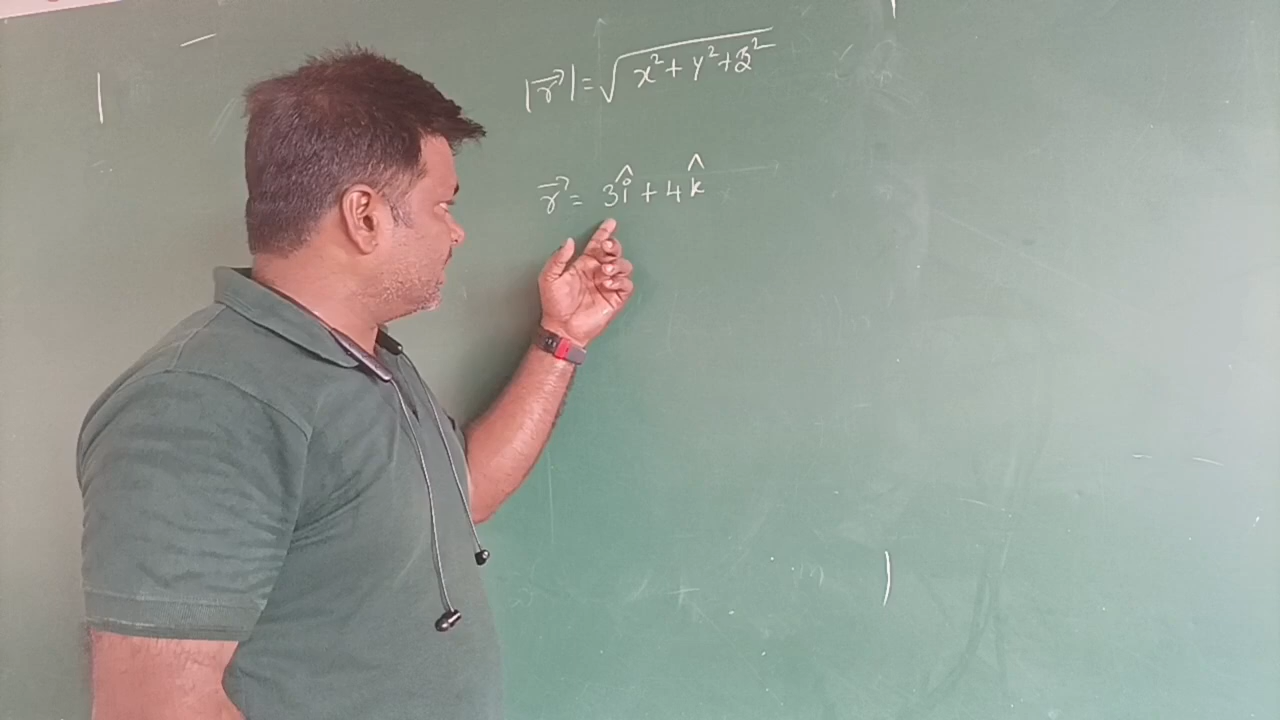 |r⃗| = √(x² + y² + z²)
r⃗ = 3î + 4k̂